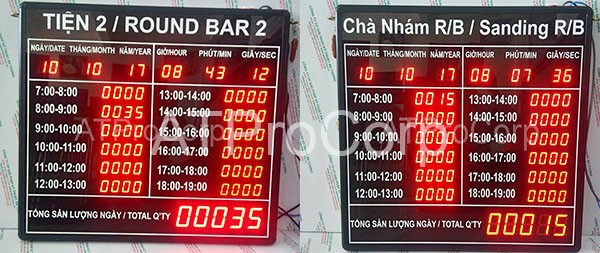 TIỆN 2 / ROUND BAR 2
NGÀY/DATE THÁNG/MONTH NĂM/YEAR GIỜ/HOUR PHÚT/MIN GIÂY/SEC
10 10 17 08 43 12
7:00-8:00 0000 13:00-14:00 0000
8:00-9:00 0035 14:00-15:00 0000
9:00-10:00 0000 15:00-16:00 0000
10:00-11:00 0000 16:00-17:00 0000
11:00-12:00 0000 17:00-18:00 0000
12:00-13:00 0000 18:00-19:00 0000
TỔNG SẢN LƯỢNG NGÀY / TOTAL Q'TY 00035
Chà Nhám R/B / Sanding R/B
NGÀY/DATE THÁNG/MONTH NĂM/YEAR GIỜ/HOUR PHÚT/MIN GIÂY/SEC
10 10 17 08 07 36
7:00-8:00 0015 13:00-14:00 0000
8:00-9:00 0000 14:00-15:00 0000
9:00-10:00 0000 15:00-16:00 0000
10:00-11:00 0000 16:00-17:00 0000
11:00-12:00 0000 17:00-18:00 0000
12:00-13:00 0000 18:00-19:00 0000
TỔNG SẢN LƯỢNG NGÀY / TOTAL Q'TY 00015
ATProCorp